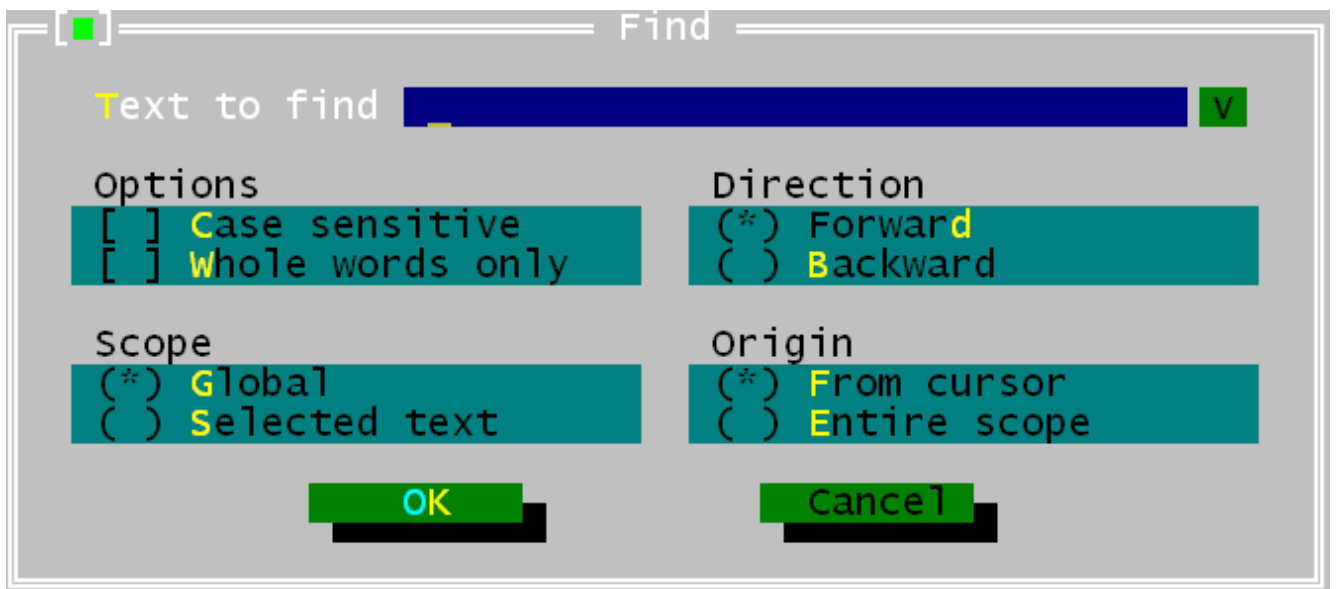 [■] Find
Text to find V
Options
[ ] Case sensitive
[ ] Whole words only
Direction
(*) Forward
( ) Backward
Scope
(*) Global
( ) Selected text
Origin
(*) From cursor
( ) Entire scope
OK
Cancel